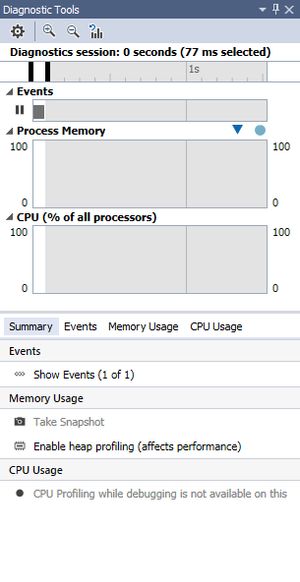 Diagnostic Tools
Diagnostics session: 0 seconds (77 ms selected)
1s
Events
Process Memory
100 100
0 0
CPU (% of all processors)
100 100
0 0
Summary Events Memory Usage CPU Usage
Events
Show Events (1 of 1)
Memory Usage
Take Snapshot
Enable heap profiling (affects performance)
CPU Usage
CPU Profiling while debugging is not available on this